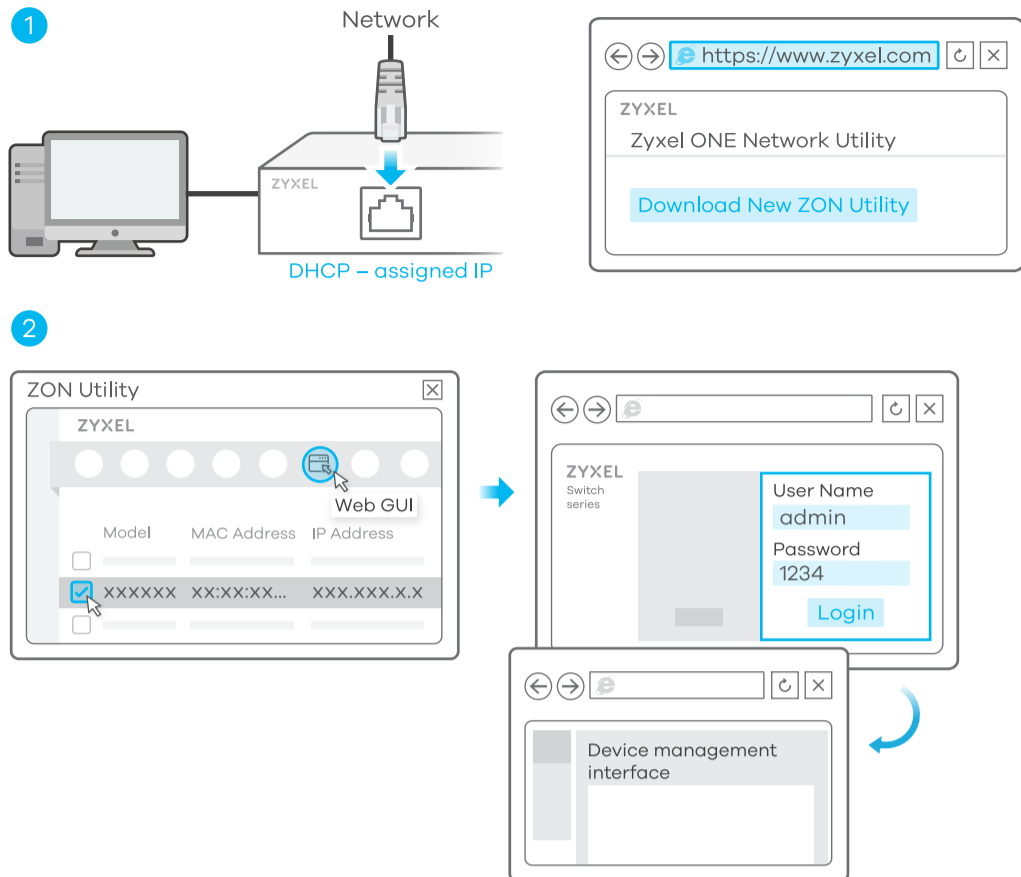 1
Network
ZYXEL
DHCP – assigned IP
https://www.zyxel.com
ZYXEL
Zyxel ONE Network Utility
Download New ZON Utility
2
ZON Utility
ZYXEL
Web GUI
Model MAC Address IP Address
XXXXXX XX:XX:XX... XXX.XXX.X.X
ZYXEL
Switch
series
User Name
admin
Password
1234
Login
Device management
interface